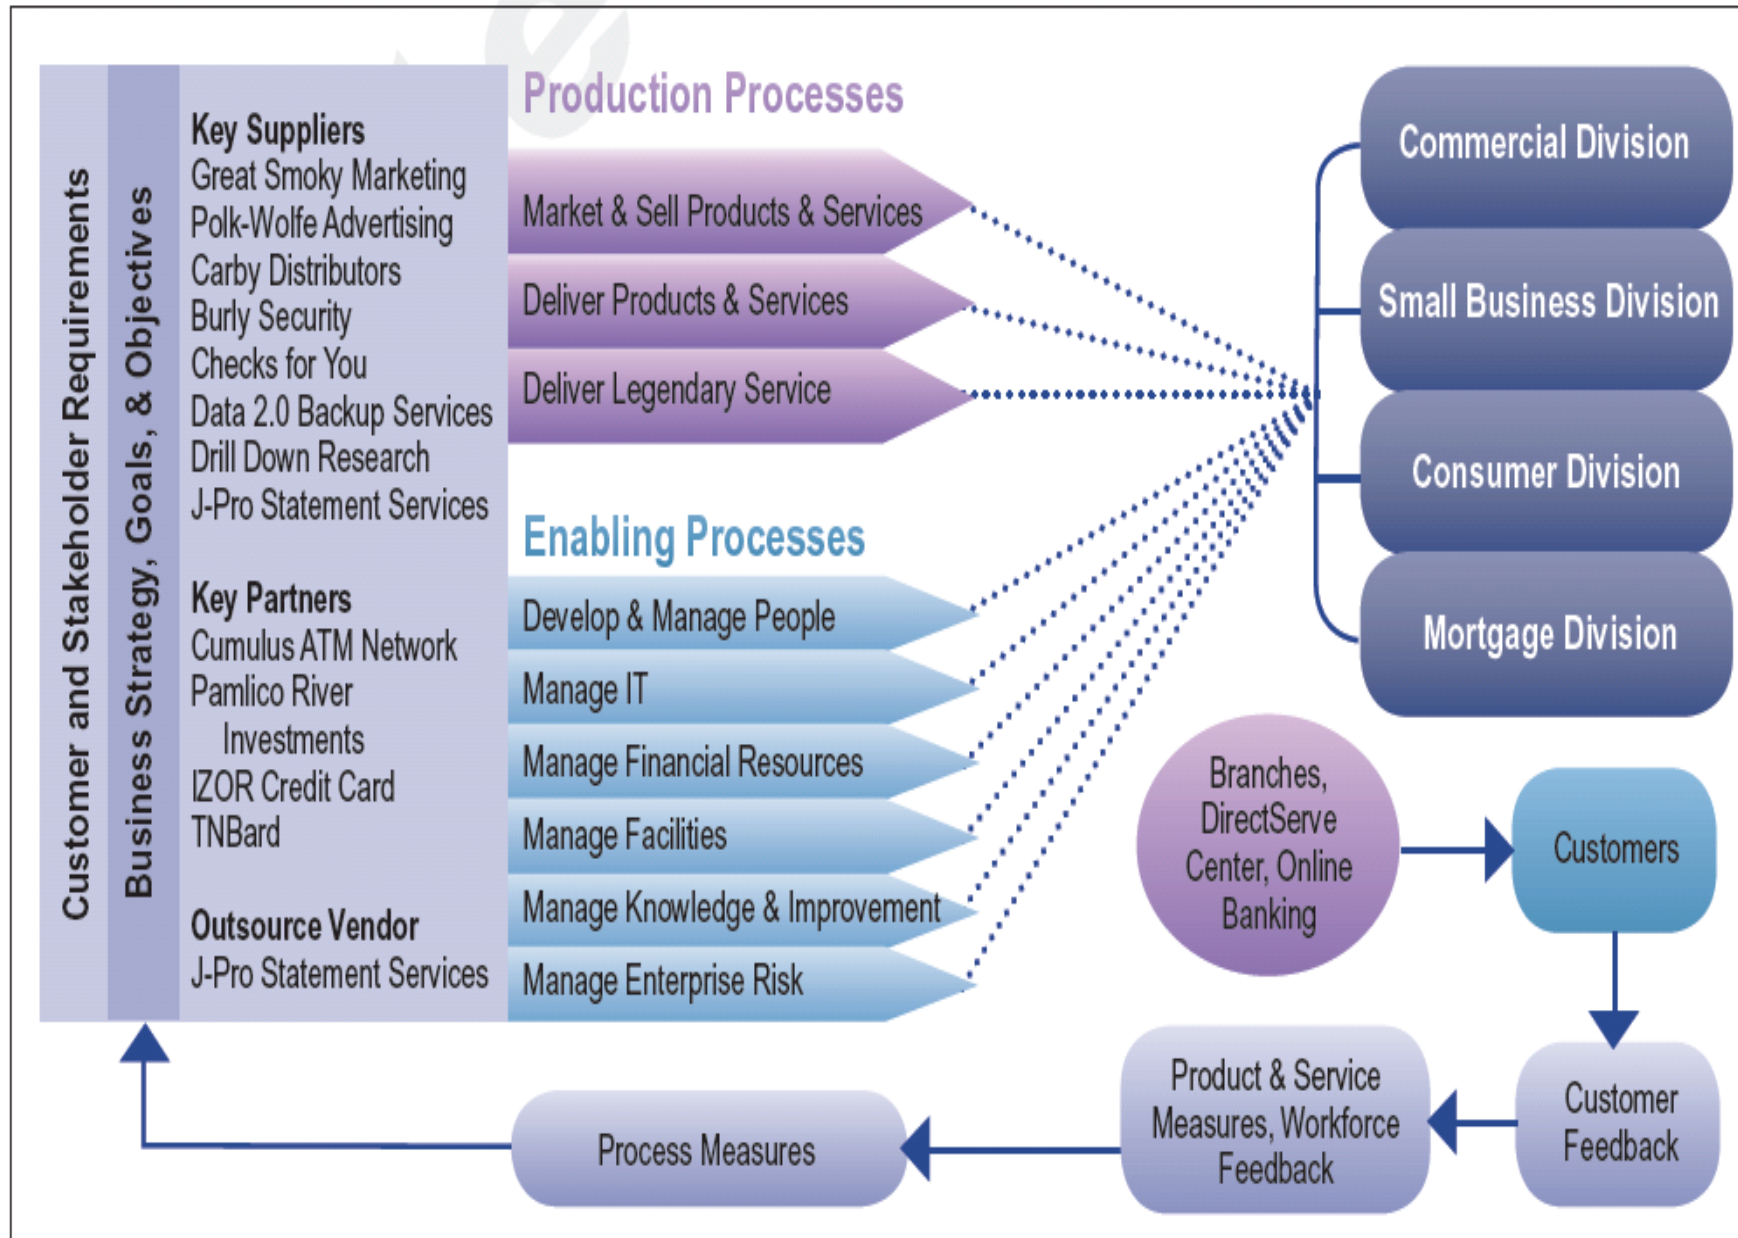 Customer and Stakeholder Requirements
Business Strategy, Goals, & Objectives
Key Suppliers
Great Smoky Marketing
Polk-Wolfe Advertising
Carby Distributors
Burly Security
Checks for You
Data 2.0 Backup Services
Drill Down Research
J-Pro Statement Services
Key Partners
Cumulus ATM Network
Pamlico River
Investments
IZOR Credit Card
TNBard
Outsource Vendor
J-Pro Statement Services
Production Processes
Market & Sell Products & Services
Deliver Products & Services
Deliver Legendary Service
Enabling Processes
Develop & Manage People
Manage IT
Manage Financial Resources
Manage Facilities
Manage Knowledge & Improvement
Manage Enterprise Risk
Commercial Division
Small Business Division
Consumer Division
Mortgage Division
Branches,
DirectServe
Center, Online
Banking
Customers
Customer
Feedback
Product & Service
Measures, Workforce
Feedback
Process Measures